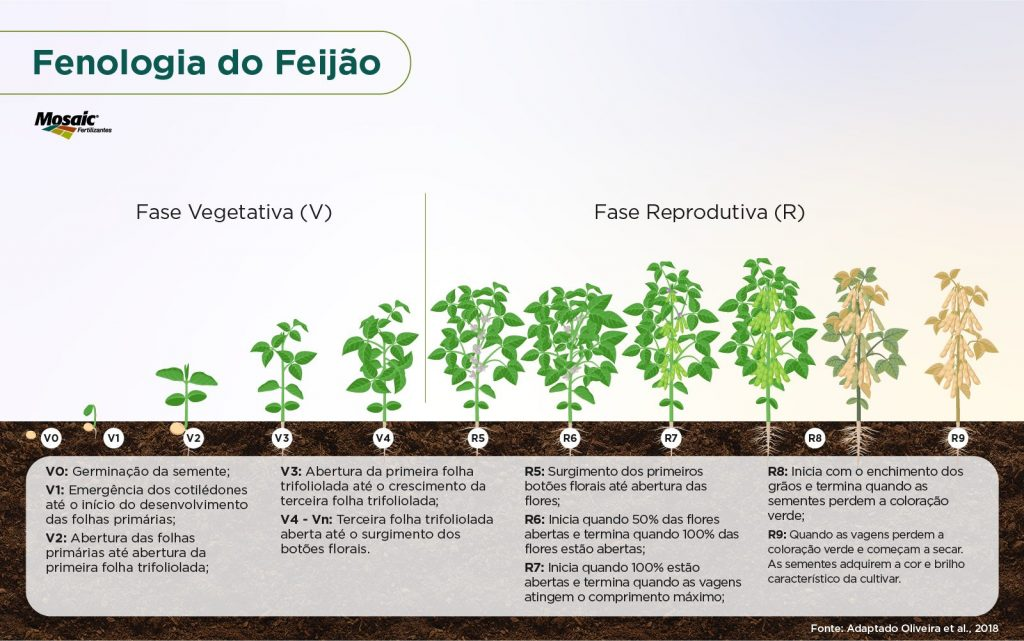 Fenologia do Feijão
Mosaic®
Fertilizantes
Fase Vegetativa (V)
Fase Reprodutiva (R)
V0
V1
V2
V3
V4
R5
R6
R7
R8
R9
V0: Germinação da semente;
V1: Emergência dos cotilédones
até o início do desenvolvimento
das folhas primárias;
V2: Abertura das folhas
primárias até abertura da
primeira folha trifoliolada;
V3: Abertura da primeira folha
trifoliolada até o crescimento da
terceira folha trifoliolada;
V4 - Vn: Terceira folha trifoliolada
aberta até o surgimento dos
botões florais.
R5: Surgimento dos primeiros
botões florais até abertura das
flores;
R6: Inicia quando 50% das flores
abertas e termina quando 100% das
flores estão abertas;
R7: Inicia quando 100% estão
abertas e termina quando as vagens
atingem o comprimento máximo;
R8: Inicia com o enchimento dos
grãos e termina quando as
sementes perdem a coloração
verde;
R9: Quando as vagens perdem a
coloração verde e começam a secar.
As sementes adquirem a cor e brilho
característico da cultivar.
Fonte: Adaptado Oliveira et al., 2018